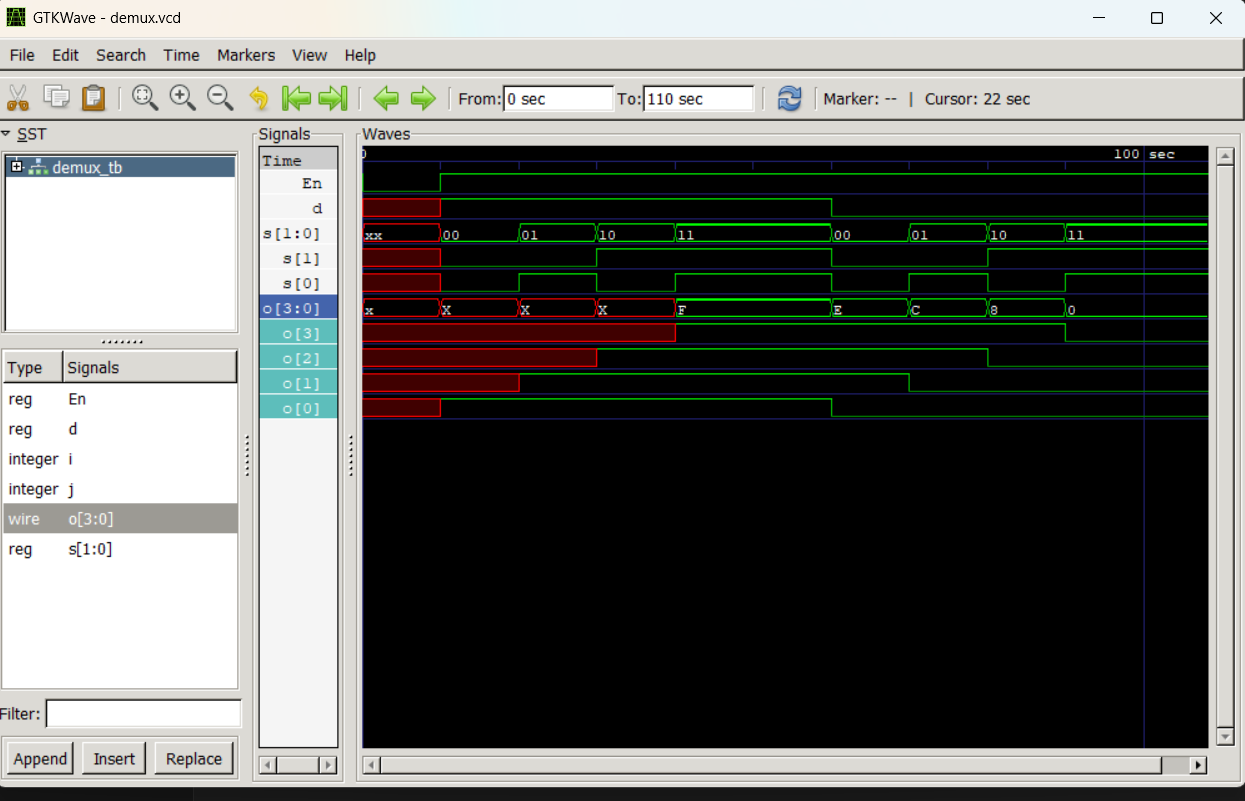 GTKWave - demux.vcd
File Edit Search Time Markers View Help
From: 0 sec To: 110 sec Marker: -- | Cursor: 22 sec
SST
demux_tb
Type Signals
reg En
reg d
integer i
integer j
wire o[3:0]
reg s[1:0]
Filter:
Append Insert Replace
Signals
Time
En
d
s[1:0]
s[1]
s[0]
o[3:0]
o[3]
o[2]
o[1]
o[0]
Waves
0 100 sec
xx 00 01 10 11 00 01 10 11
x X X X F E C 8 0